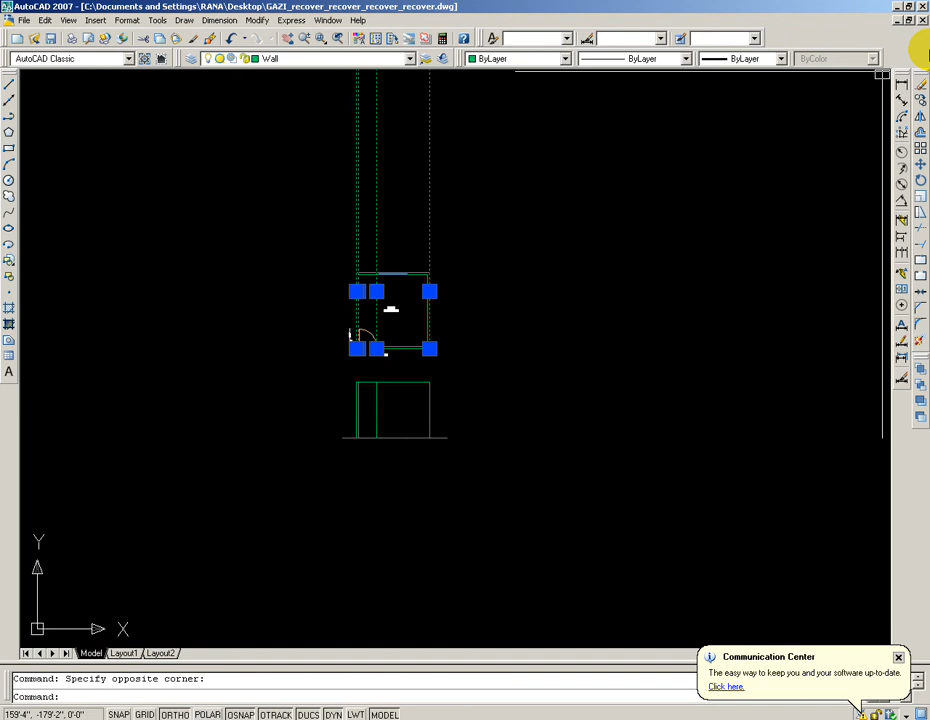 AutoCAD 2007 - [C:\Documents and Settings\RANA\Desktop\GAZI_recover_recover_recover_recover.dwg]
File Edit View Insert Format Tools Draw Dimension Modify Express Window Help
AutoCAD Classic Wall ByLayer ByLayer ByLayer ByColor
A
A
Y
X
Model Layout1 Layout2
Communication Center
The easy way to keep you and your software up-to-date.
Click here.
Command: Specify opposite corner:
Command:
159'-4", -179'-2", 0'-0" SNAP GRID ORTHO POLAR OSNAP OTRACK DUCS DYN LWT MODEL